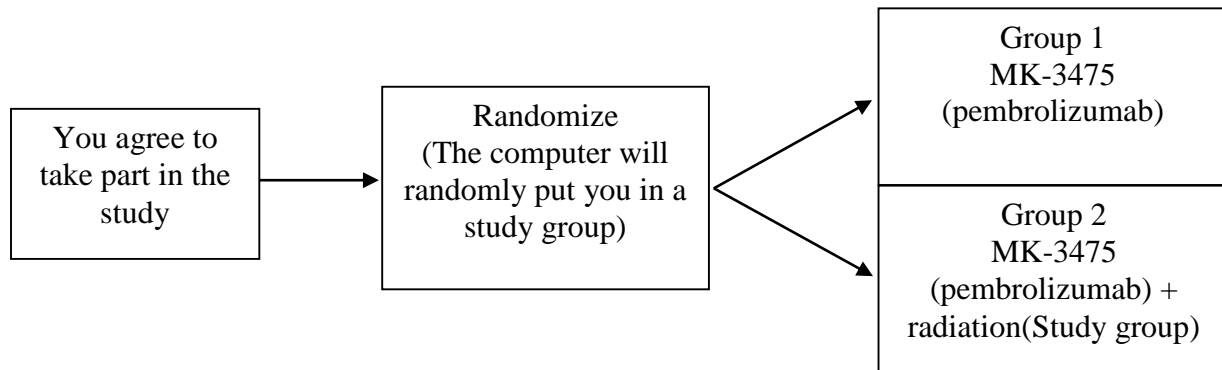 You agree to
take part in the
study
Randomize
(The computer will
randomly put you in a
study group)
Group 1
MK-3475
(pembrolizumab)
Group 2
MK-3475
(pembrolizumab) +
radiation(Study group)